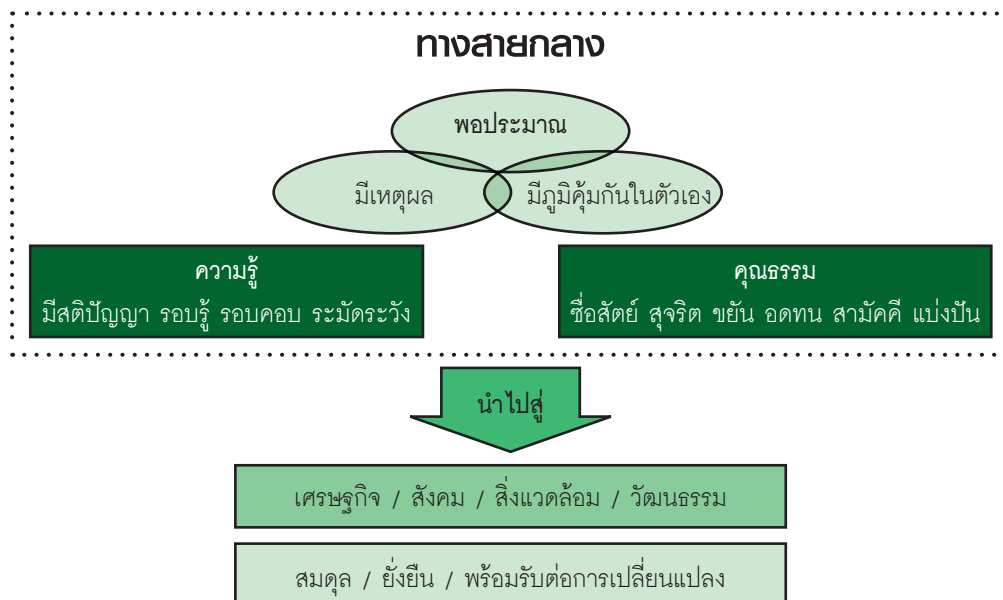 ทางสายกลาง
พอประมาณ
มีเหตุผล
มีภูมิคุ้มกันในตัวเอง
ความรู้
มีสติปัญญา รอบรู้ รอบคอบ ระมัดระวัง
คุณธรรม
ซื่อสัตย์ สุจริต ขยัน อดทน สามัคคี แบ่งปัน
นำไปสู่
เศรษฐกิจ / สังคม / สิ่งแวดล้อม / วัฒนธรรม
สมดุล / ยั่งยืน / พร้อมรับต่อการเปลี่ยนแปลง